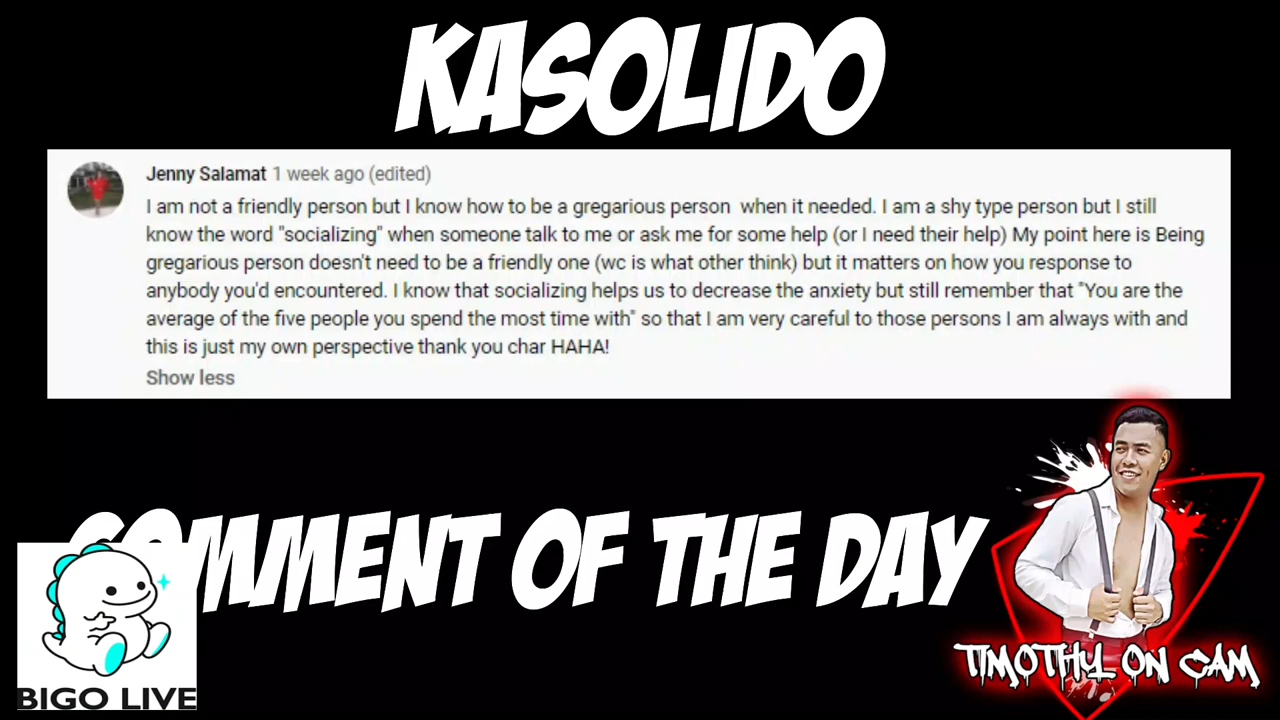 KASOLIDO
Jenny Salamat 1 week ago (edited)
I am not a friendly person but I know how to be a gregarious person when it needed. I am a shy type person but I still
know the word "socializing" when someone talk to me or ask me for some help (or I need their help) My point here is Being
gregarious person doesn't need to be a friendly one (wc is what other think) but it matters on how you response to
anybody you'd encountered. I know that socializing helps us to decrease the anxiety but still remember that "You are the
average of the five people you spend the most time with" so that I am very careful to those persons I am always with and
this is just my own perspective thank you char HAHA!
Show less
COMMENT OF THE DAY
TIMOTHY ON CAM
BIGO LIVE